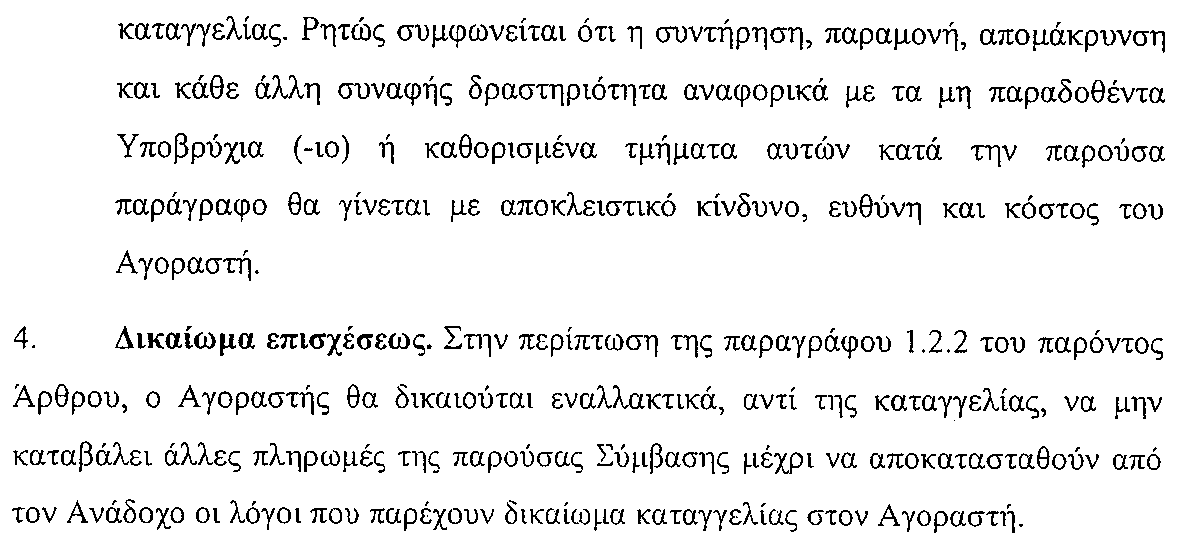 καταγγελίας. Ρητώς συμφωνείται ότι η συντήρηση, παραμονή, απομάκρυνση
και κάθε άλλη συναφής δραστηριότητα αναφορικά με τα μη παραδοθέντα
Υποβρύχια (-ιο) ή καθορισμένα τμήματα αυτών κατά την παρούσα
παράγραφο θα γίνεται με αποκλειστικό κίνδυνο, ευθύνη και κόστος του
Αγοραστή.
4. Δικαίωμα επισχέσεως. Στην περίπτωση της παραγράφου 1.2.2 του παρόντος
Άρθρου, ο Αγοραστής θα δικαιούται εναλλακτικά, αντί της καταγγελίας, να μην
καταβάλει άλλες πληρωμές της παρούσας Σύμβασης μέχρι να αποκατασταθούν από
τον Ανάδοχο οι λόγοι που παρέχουν δικαίωμα καταγγελίας στον Αγοραστή.